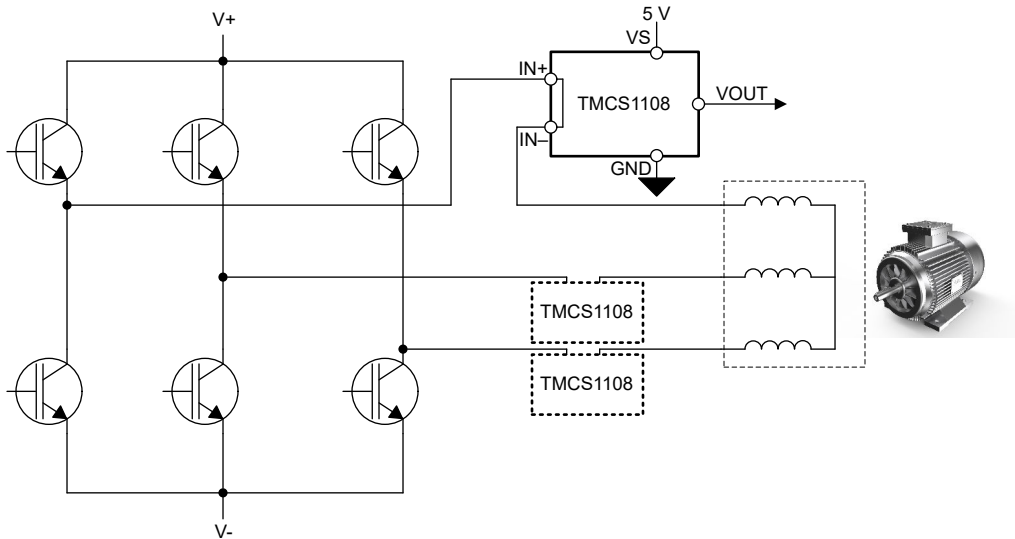 V+
5 V
VS
IN+
TMCS1108
VOUT
IN–
GND
TMCS1108
TMCS1108
V-